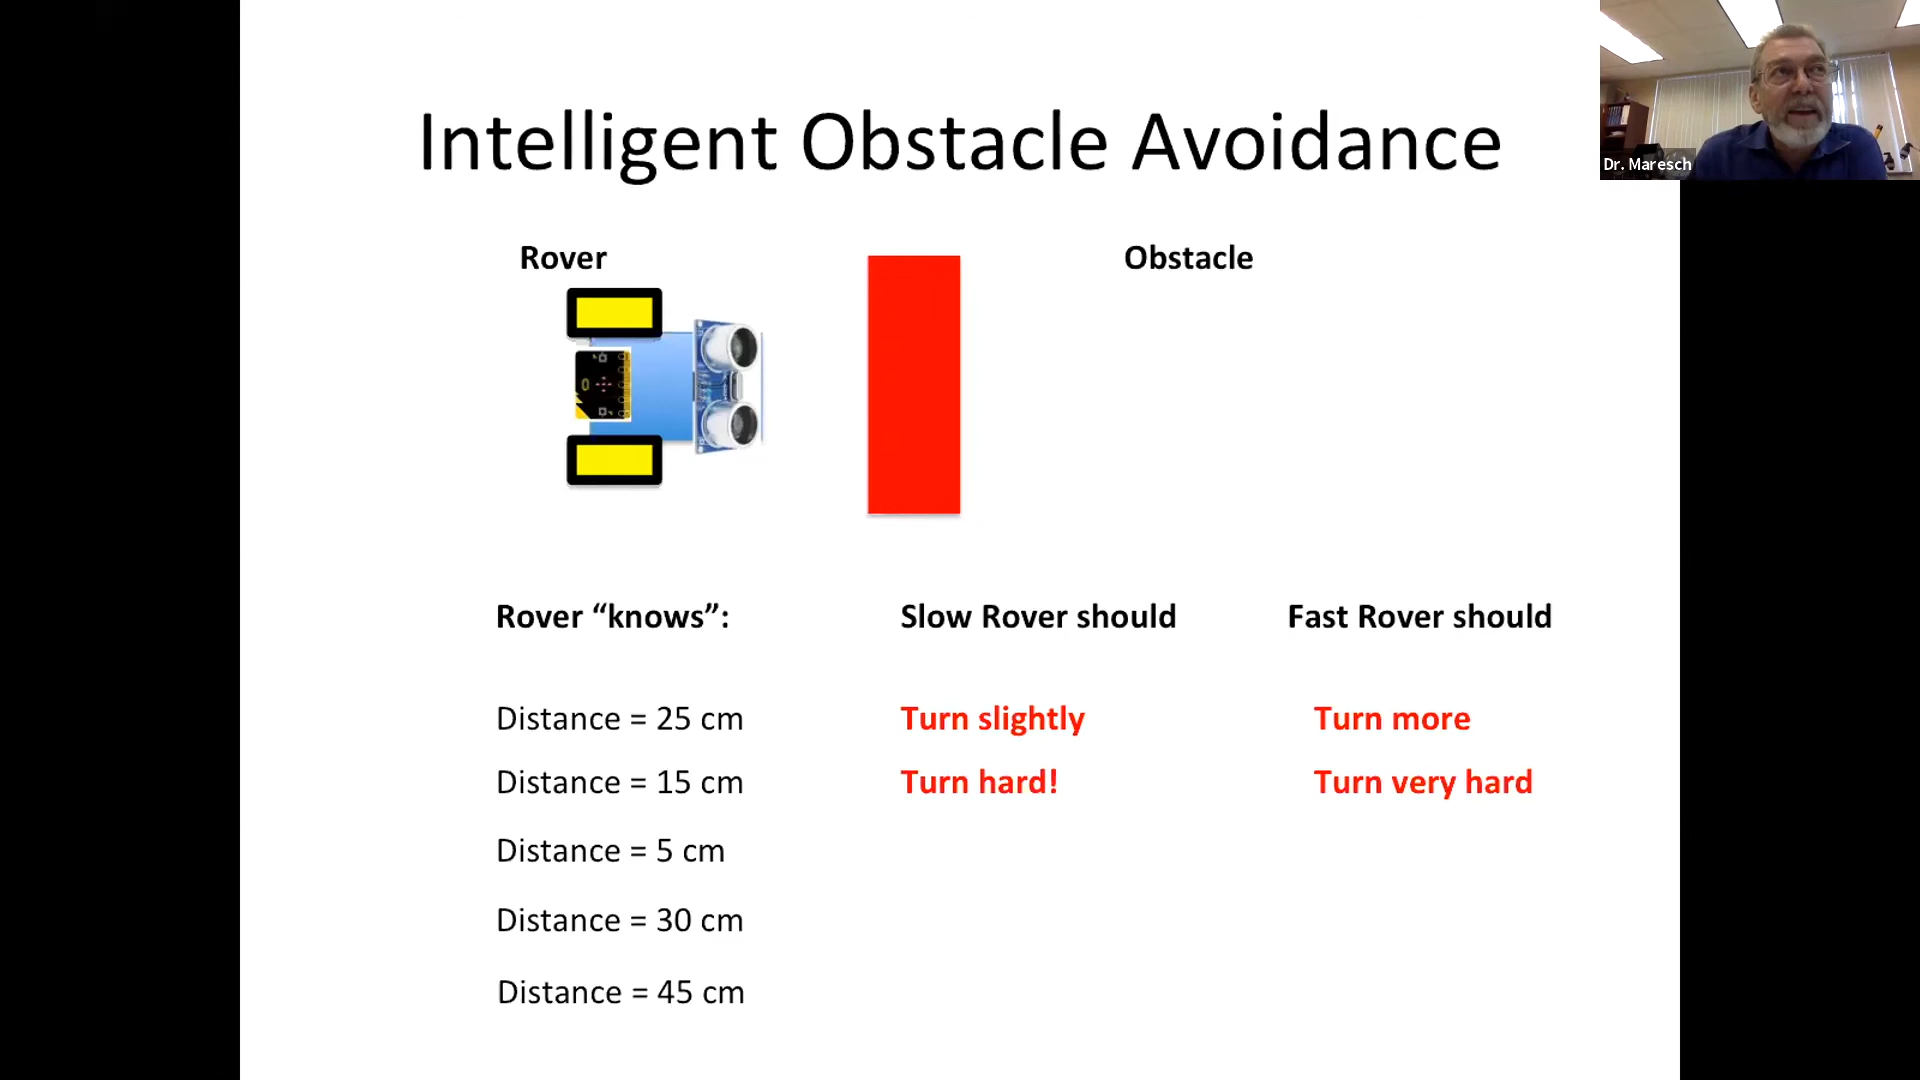 Intelligent Obstacle Avoidance
Dr. Maresch
Rover
Obstacle
Rover “knows”:
Slow Rover should
Fast Rover should
Distance = 25 cm
Turn slightly
Turn more
Distance = 15 cm
Turn hard!
Turn very hard
Distance = 5 cm
Distance = 30 cm
Distance = 45 cm